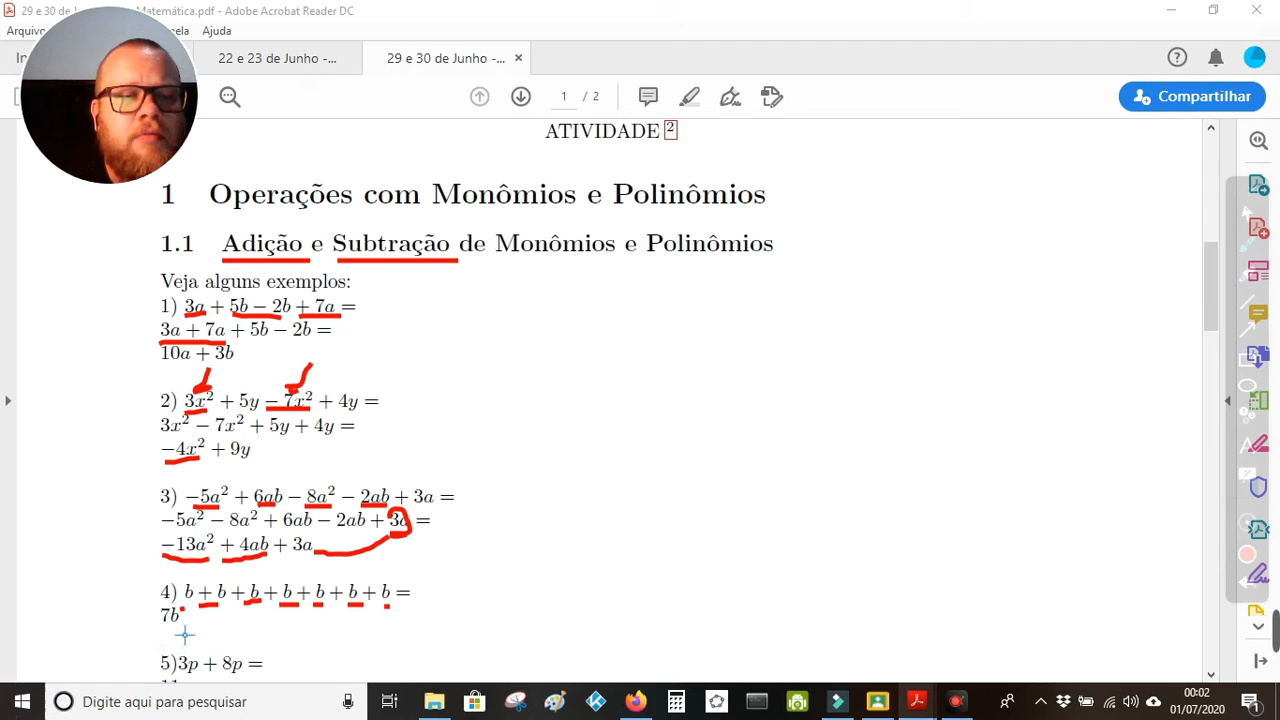 29 e 30 de Matemática.pdf - Adobe Acrobat Reader DC
Arquivo Ajuda
22 e 23 de Junho -...
29 e 30 de Junho -...
1 / 2
Compartilhar
ATIVIDADE 2
1 Operações com Monômios e Polinômios
1.1 Adição e Subtração de Monômios e Polinômios
Veja alguns exemplos:
1) 3a + 5b − 2b + 7a =
3a + 7a + 5b − 2b =
10a + 3b
2) 3x² + 5y − 7x² + 4y =
3x² − 7x² + 5y + 4y =
−4x² + 9y
3) −5a² + 6ab − 8a² − 2ab + 3a =
−5a² − 8a² + 6ab − 2ab + 3a =
−13a² + 4ab + 3a
4) b + b + b + b + b + b + b =
7b
5)3p + 8p =
Digite aqui para pesquisar
00:02
01/07/2020
1